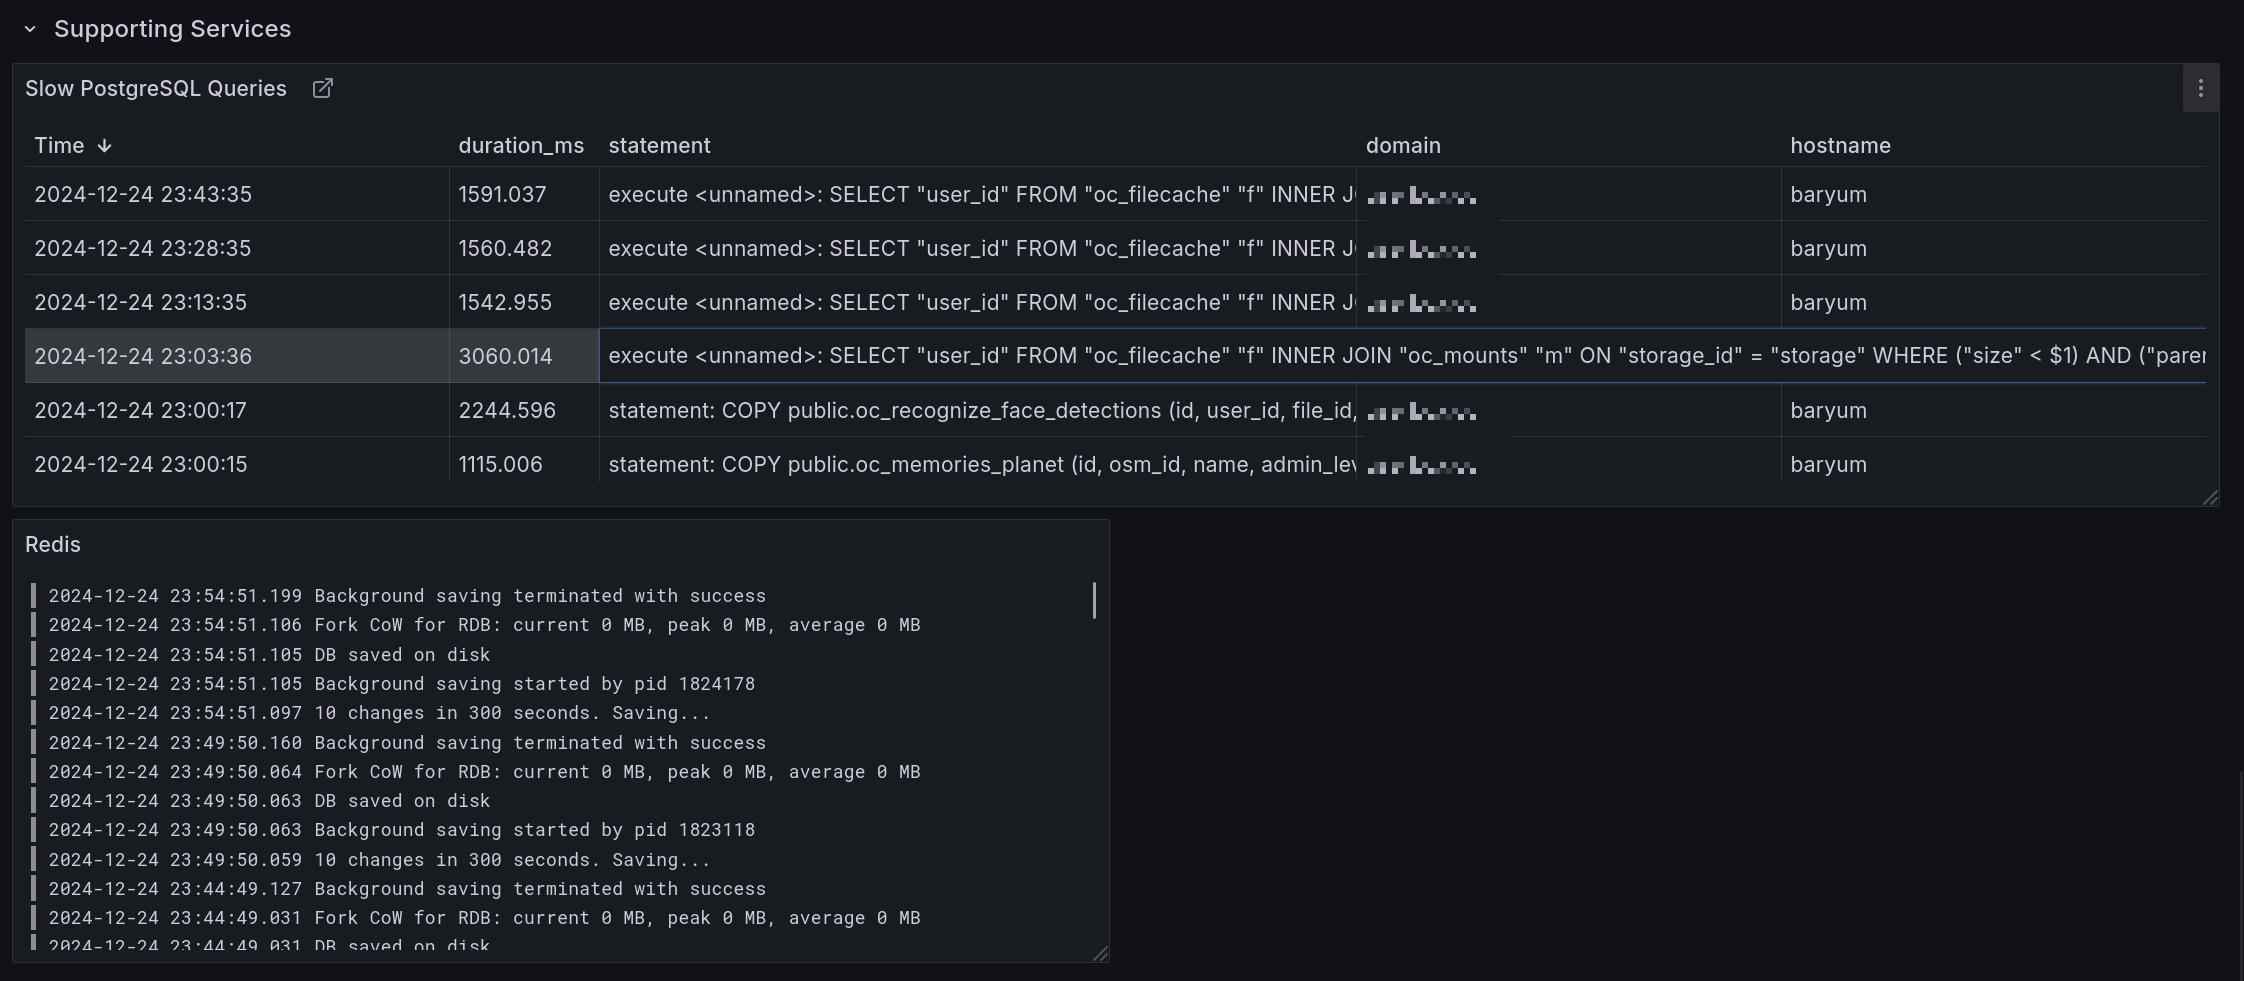 Supporting Services
Slow PostgreSQL Queries
Time duration_ms statement domain hostname
2024-12-24 23:43:35 1591.037 execute <unnamed>: SELECT "user_id" FROM "oc_filecache" "f" INNER baryum
2024-12-24 23:28:35 1560.482 execute <unnamed>: SELECT "user_id" FROM "oc_filecache" "f" INNER baryum
2024-12-24 23:13:35 1542.955 execute <unnamed>: SELECT "user_id" FROM "oc_filecache" "f" INNER baryum
2024-12-24 23:03:36 3060.014 execute <unnamed>: SELECT "user_id" FROM "oc_filecache" "f" INNER JOIN "oc_mounts" "m" ON "storage_id" = "storage" WHERE ("size" < $1) AND ("parer
2024-12-24 23:00:17 2244.596 statement: COPY public.oc_recognize_face_detections (id, user_id, file_id, baryum
2024-12-24 23:00:15 1115.006 statement: COPY public.oc_memories_planet (id, osm_id, name, admin_lev baryum
Redis
2024-12-24 23:54:51.199 Background saving terminated with success
2024-12-24 23:54:51.106 Fork CoW for RDB: current 0 MB, peak 0 MB, average 0 MB
2024-12-24 23:54:51.105 DB saved on disk
2024-12-24 23:54:51.105 Background saving started by pid 1824178
2024-12-24 23:54:51.097 10 changes in 300 seconds. Saving...
2024-12-24 23:49:50.160 Background saving terminated with success
2024-12-24 23:49:50.064 Fork CoW for RDB: current 0 MB, peak 0 MB, average 0 MB
2024-12-24 23:49:50.063 DB saved on disk
2024-12-24 23:49:50.063 Background saving started by pid 1823118
2024-12-24 23:49:50.059 10 changes in 300 seconds. Saving...
2024-12-24 23:44:49.127 Background saving terminated with success
2024-12-24 23:44:49.031 Fork CoW for RDB: current 0 MB, peak 0 MB, average 0 MB
2024-12-24 23:44:49.031 DB saved on disk